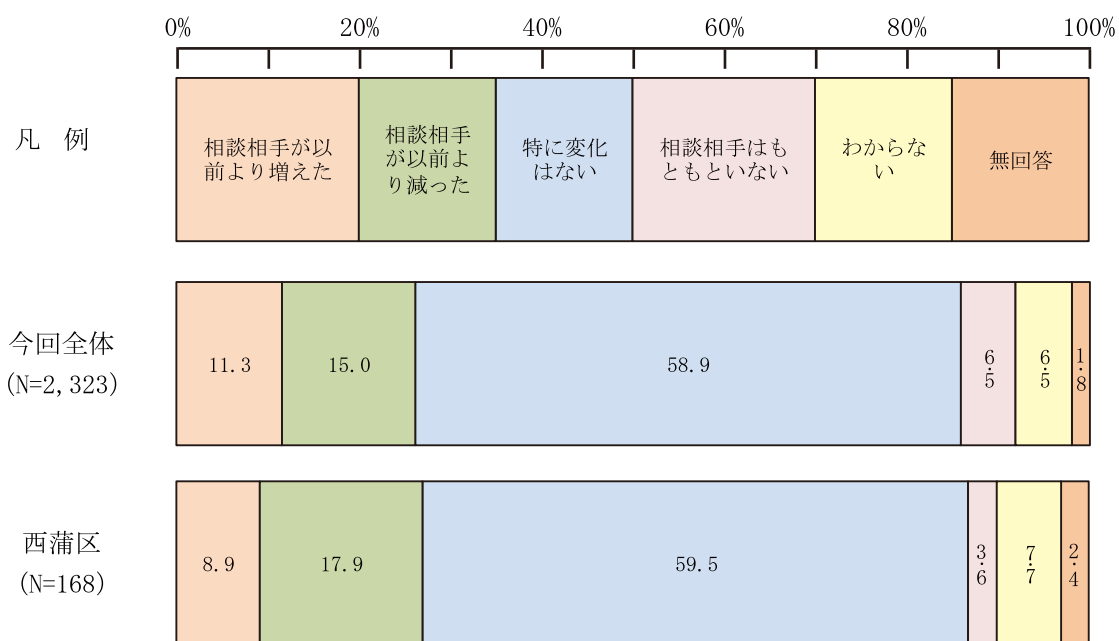 0% 20% 40% 60% 80% 100%
凡 例
相談相手が以
前より増えた
相談相手
が以前よ
り減った
特に変化
はない
相談相手はも
ともといない
わからな
い
無回答
今回全体
(N=2,323)
11.3 15.0 58.9 6.5 6.5 1.8
西蒲区
(N=168)
8.9 17.9 59.5 3.6 7.7 2.4